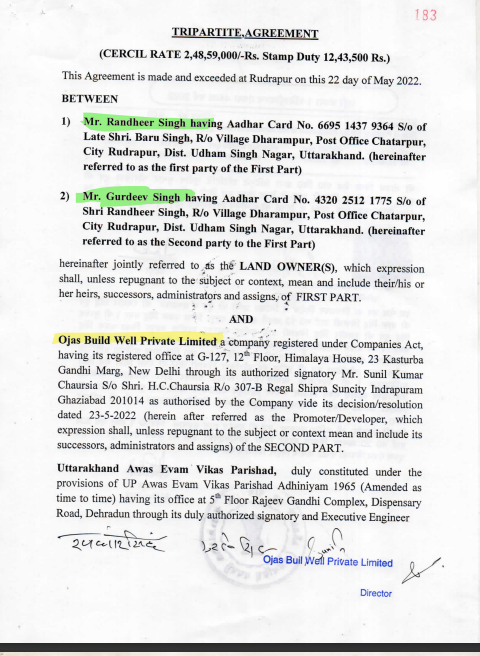 183
TRIPARTITE AGREEMENT
(CERCIL RATE 2,48,59,000/-Rs. Stamp Duty 12,43,500 Rs.)
This Agreement is made and exceeded at Rudrapur on this 22 day of May 2022.
BETWEEN
1) Mr. Randheer Singh having Aadhar Card No. 6695 1437 9364 S/o of
Late Shri. Baru Singh, R/o Village Dharampur, Post Office Chatarpur,
City Rudrapur, Dist. Udham Singh Nagar, Uttarakhand. (hereinafter
referred to as the first party of the First Part)
2) Mr. Gurdeev Singh having Aadhar Card No. 4320 2512 1775 S/o of
Shri Randheer Singh, R/o Village Dharampur, Post Office Chatarpur,
City Rudrapur, Dist. Udham Singh Nagar, Uttarakhand. (hereinafter
referred to as the Second party to the First Part)
hereinafter jointly referred to as the LAND OWNER(S), which expression
shall, unless repugnant to the subject or context, mean and include their/his or
her heirs, successors, administrators and assigns, of FIRST PART.
AND
Ojas Build Well Private Limited a company registered under Companies Act,
having its registered office at G-127, 12th Floor, Himalaya House, 23 Kasturba
Gandhi Marg, New Delhi through its authorized signatory Mr. Sunil Kumar
Chaursia S/o Shri. H.C.Chaursia R/o 307-B Regal Shipra Suncity Indrapuram
Ghaziabad 201014 as authorised by the Company vide its decision/resolution
dated 23-5-2022 (herein after referred as the Promoter/Developer, which
expression shall, unless repugnant to the subject or context mean and include its
successors, administrators and assigns) of the SECOND PART.
Uttarakhand Awas Evam Vikas Parishad, duly constituted under the
provisions of UP Awas Evam Vikas Parishad Adhiniyam 1965 (Amended as
time to time) having its office at 5th Floor Rajeev Gandhi Complex, Dispensary
Road, Dehradun through its duly authorized signatory and Executive Engineer
Ojas Buil Well Private Limited
Director